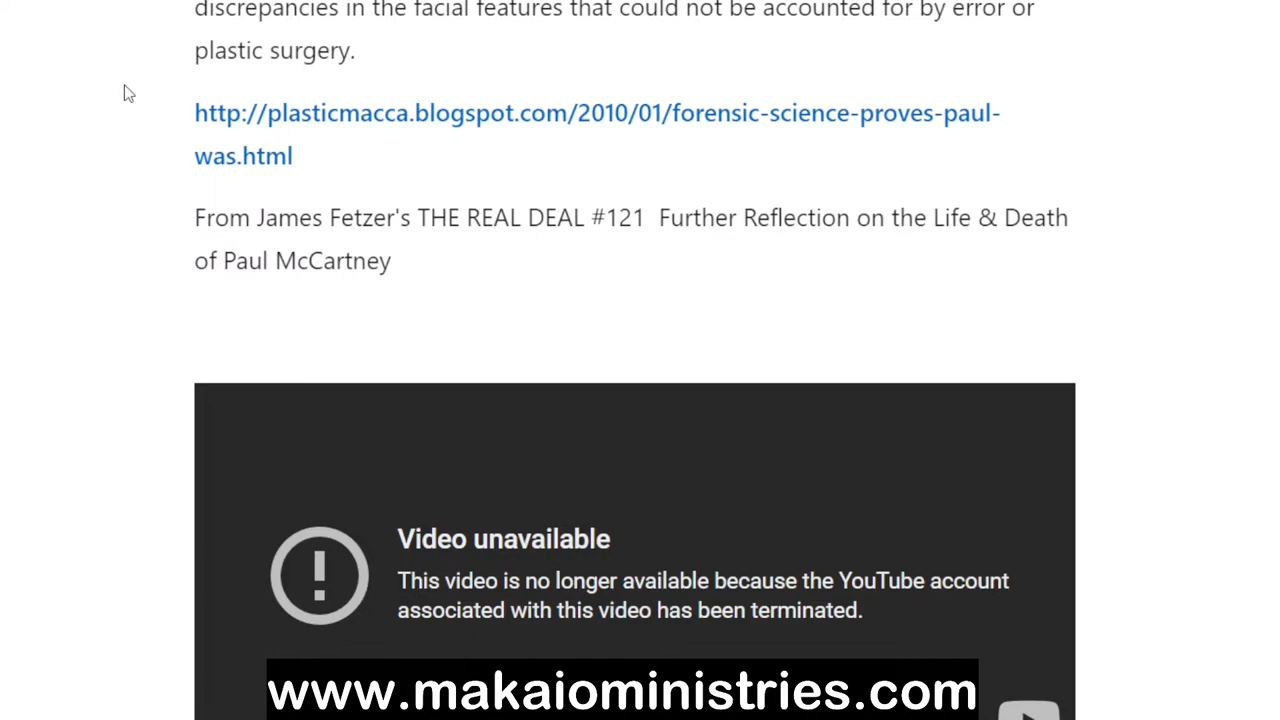 discrepancies in the facial features that could not be accounted for by error or
plastic surgery.
http://plasticmacca.blogspot.com/2010/01/forensic-science-proves-paul-
was.html
From James Fetzer's THE REAL DEAL #121  Further Reflection on the Life & Death
of Paul McCartney
Video unavailable
This video is no longer available because the YouTube account
associated with this video has been terminated.
www.makaioministries.com